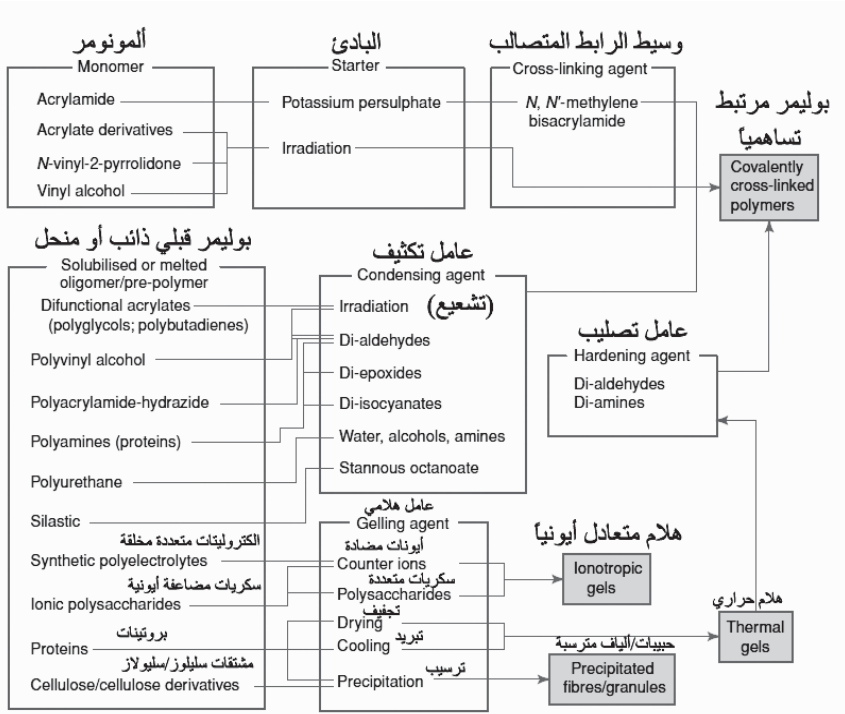 ألمونومر
البادئ
وسيط الرابط المتصالب
Monomer
Starter
Cross-linking agent
Acrylamide
Potassium persulphate
N, N′-methylene
bisacrylamide
Acrylate derivatives
Irradiation
N-vinyl-2-pyrrolidone
Vinyl alcohol
بوليمر مرتبط
تساهمياً
Covalently
cross-linked
polymers
بوليمر قبلي ذائب أو منحل
Solubilised or melted
oligomer/pre-polymer
Difunctional acrylates
(polyglycols; polybutadienes)
Polyvinyl alcohol
Polyacrylamide-hydrazide
Polyamines (proteins)
Polyurethane
Silastic
الكتروليتات متعددة مخلقة
Synthetic polyelectrolytes
سكريات مضاعفة أيونية
Ionic polysaccharides
بروتينات
Proteins
مشتقات سليلوز/سليولاز
Cellulose/cellulose derivatives
عامل تكثيف
Condensing agent
Irradiation (تشعيع)
Di-aldehydes
Di-epoxides
Di-isocyanates
Water, alcohols, amines
Stannous octanoate
عامل تصليب
Hardening agent
Di-aldehydes
Di-amines
عامل هلامي
Gelling agent
أيونات مضادة
Counter ions
سكريات متعددة
Polysaccharides
تجفيف
Drying
Cooling تبريد
Precipitation ترسيب
هلام متعادل أيونياً
Ionotropic
gels
هلام حراري
Thermal
gels
حبيبات/ألياف مترسبة
Precipitated
fibres/granules